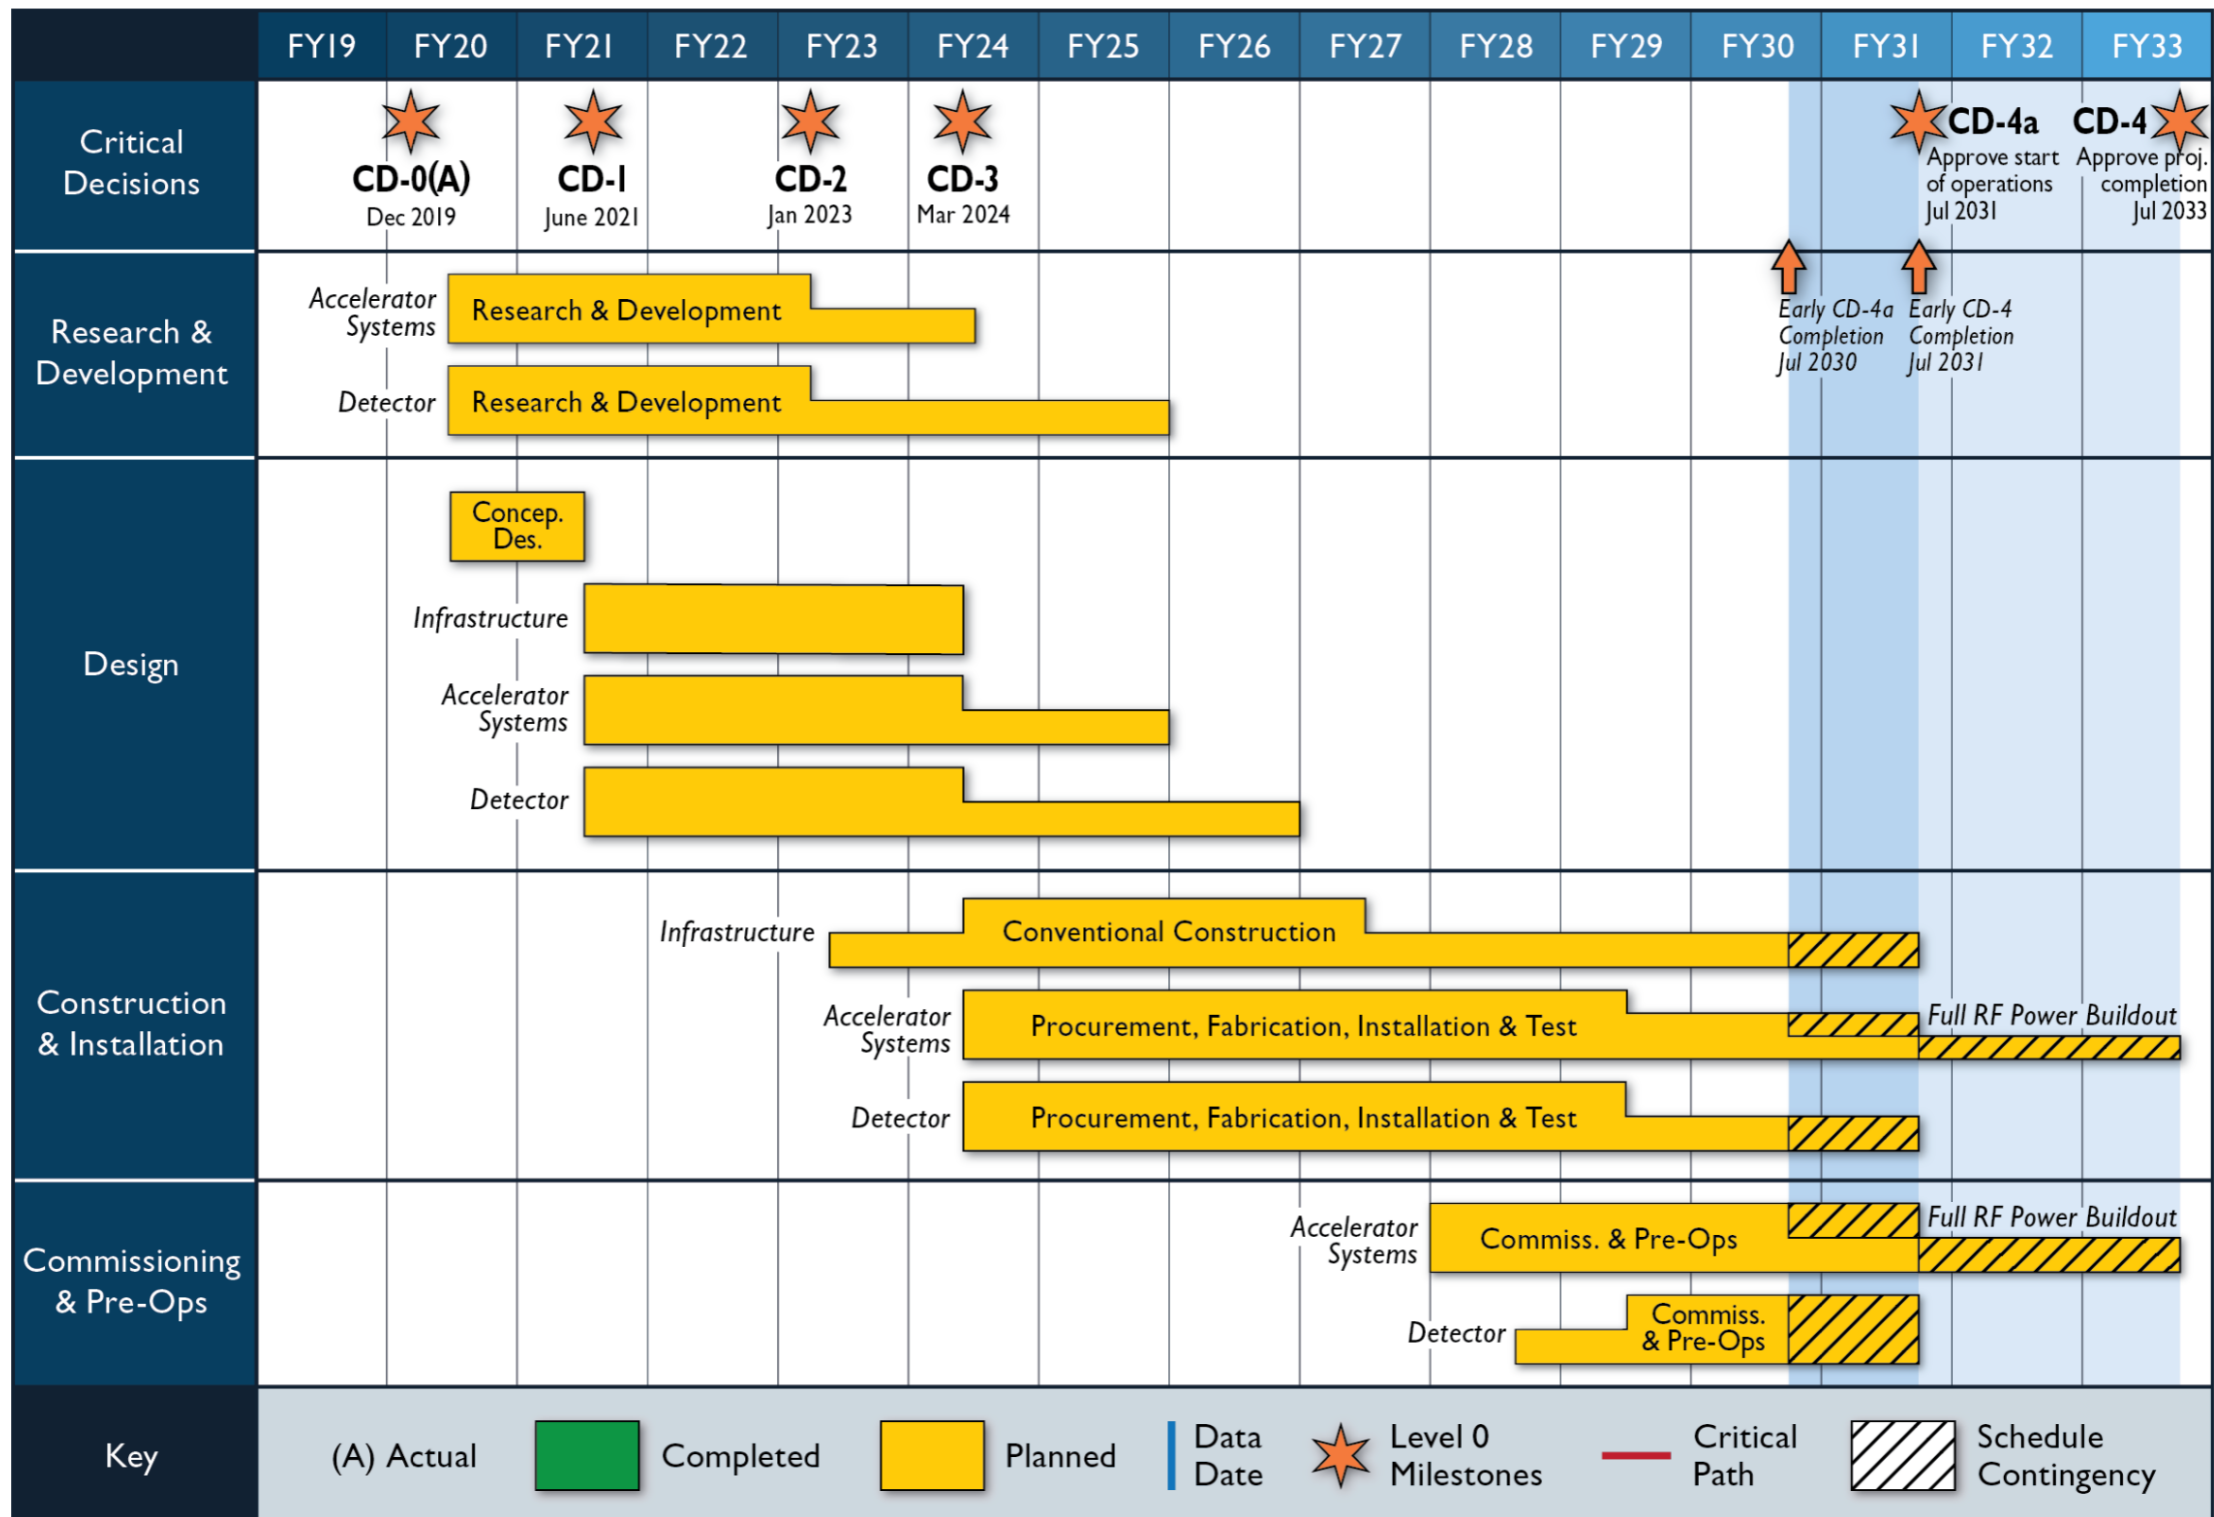 FY19 FY20 FY21 FY22 FY23 FY24 FY25 FY26 FY27 FY28 FY29 FY30 FY31 FY32 FY33
Critical
Decisions
CD-0(A)
Dec 2019
CD-1
June 2021
CD-2
Jan 2023
CD-3
Mar 2024
CD-4a
Approve start
of operations
Jul 2031
CD-4
Approve proj.
completion
Jul 2033
Research &
Development
Accelerator
Systems
Research & Development
Detector
Research & Development
Early CD-4a
Completion
Jul 2030
Early CD-4
Completion
Jul 2031
Design
Concep.
Des.
Infrastructure
Accelerator
Systems
Detector
Construction
& Installation
Infrastructure
Conventional Construction
Accelerator
Systems
Procurement, Fabrication, Installation & Test
Full RF Power Buildout
Detector
Procurement, Fabrication, Installation & Test
Commissioning
& Pre-Ops
Accelerator
Systems
Commiss. & Pre-Ops
Full RF Power Buildout
Detector
Commiss.
& Pre-Ops
Key
(A) Actual
Completed
Planned
Data
Date
Level 0
Milestones
Critical
Path
Schedule
Contingency